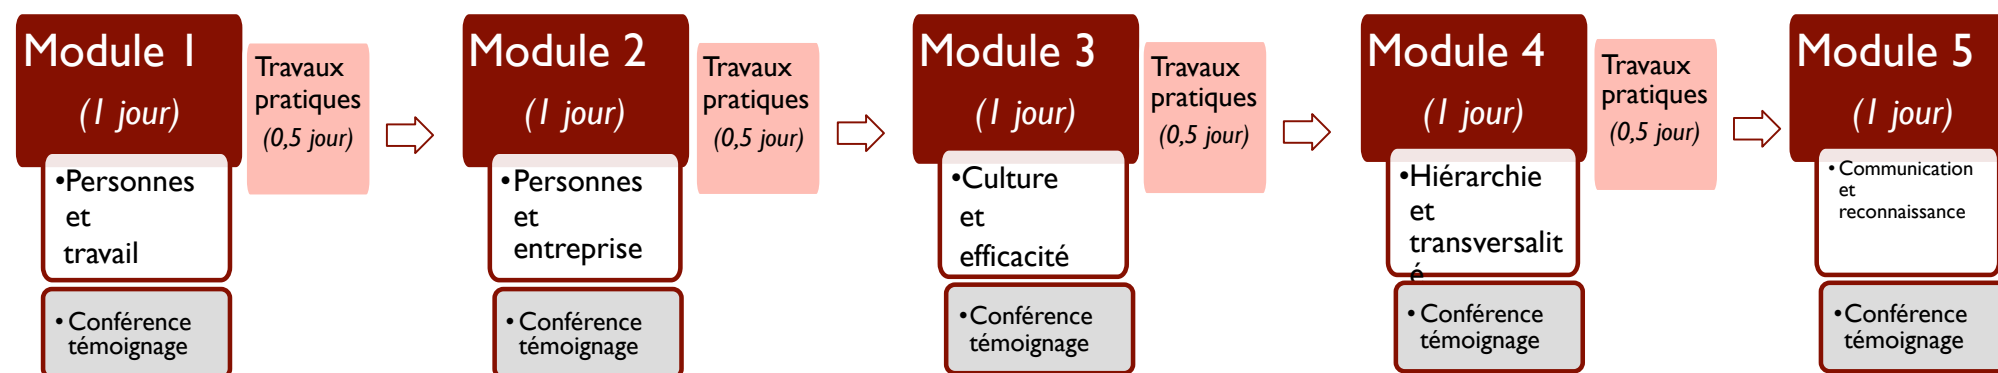 Module 1
(1 jour)
•Personnes
et
travail
•Conférence
témoignage
Travaux
pratiques
(0,5 jour)
Module 2
(1 jour)
•Personnes
et
entreprise
•Conférence
témoignage
Travaux
pratiques
(0,5 jour)
Module 3
(1 jour)
•Culture
et
efficacité
•Conférence
témoignage
Travaux
pratiques
(0,5 jour)
Module 4
(1 jour)
•Hiérarchie
et
transversalit
é
•Conférence
témoignage
Travaux
pratiques
(0,5 jour)
Module 5
(1 jour)
•Communication
et
reconnaissance
•Conférence
témoignage